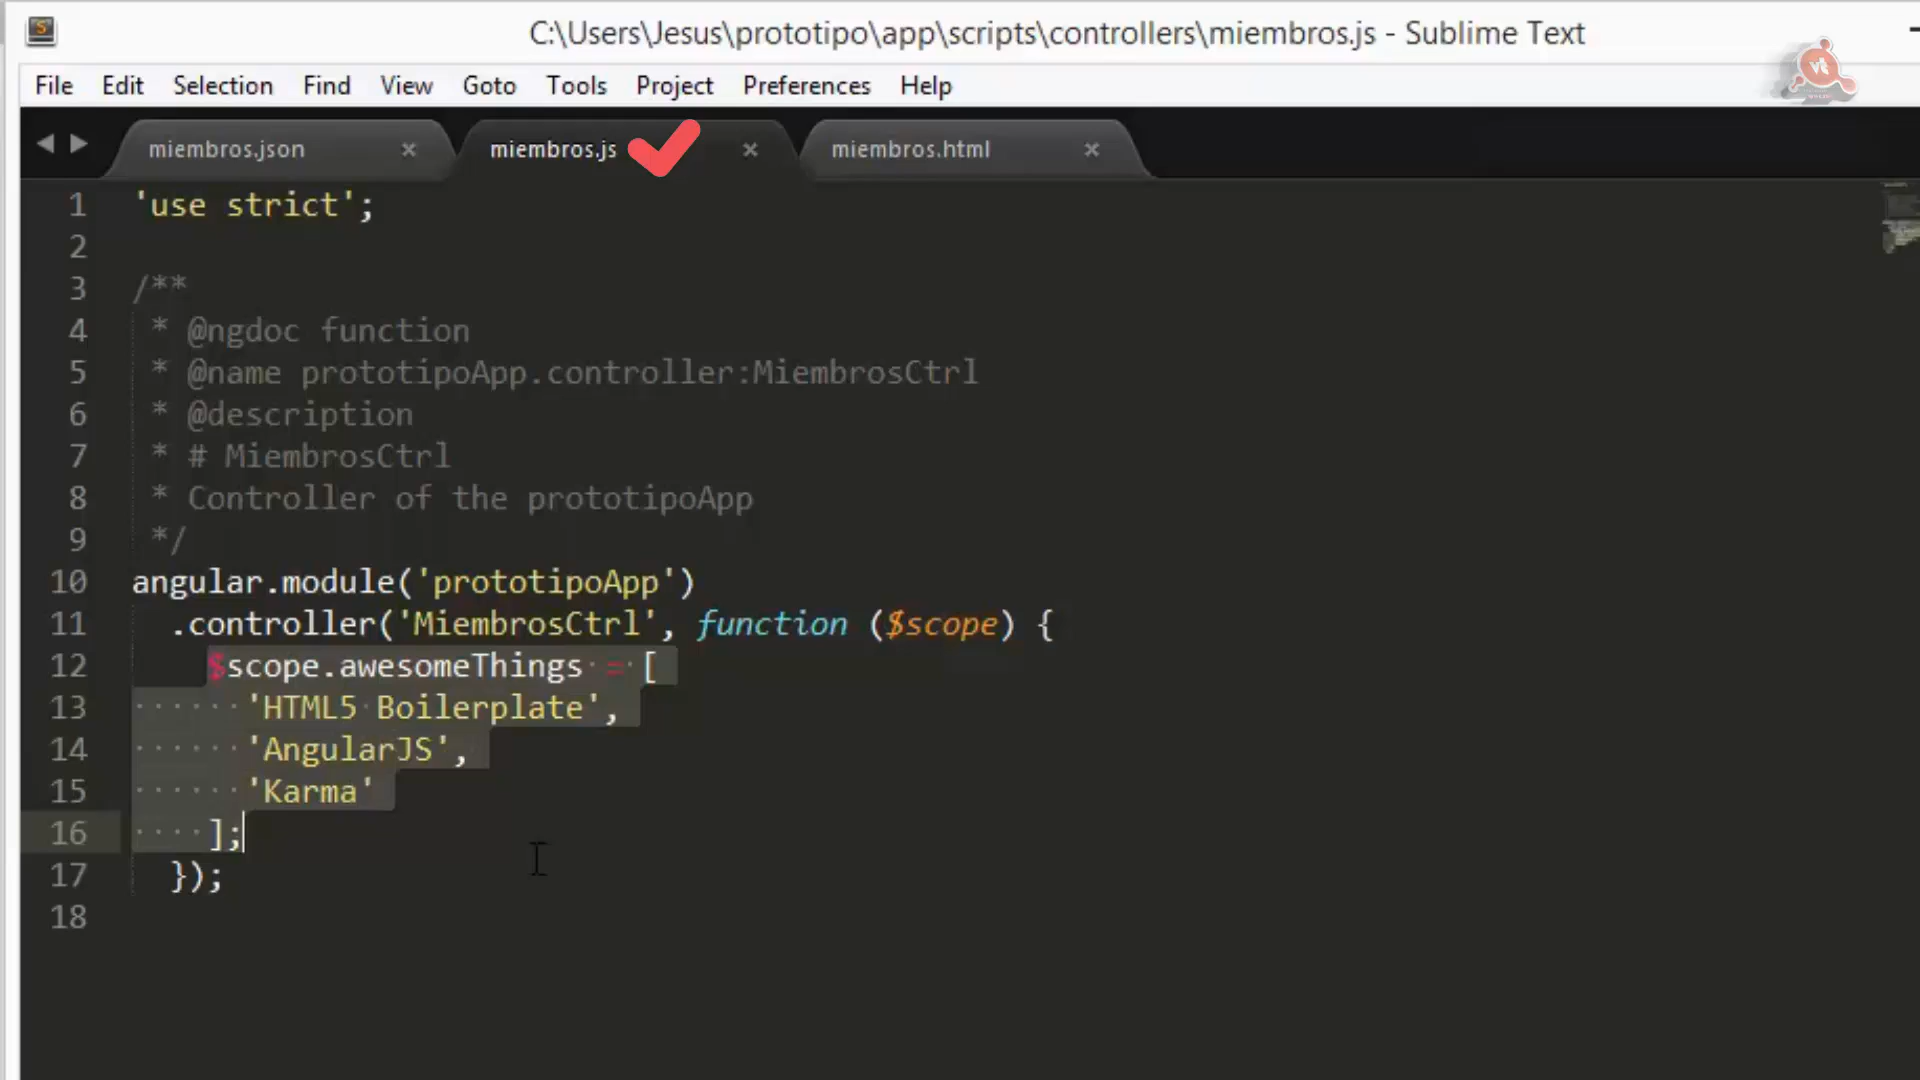 C:\Users\Jesus\prototipo\app\scripts\controllers\miembros.js - Sublime Text
File Edit Selection Find View Goto Tools Project Preferences Help
miembros.json × miembros.js × miembros.html ×
1 'use strict';
2
3 /**
4  * @ngdoc function
5  * @name prototipoApp.controller:MiembrosCtrl
6  * @description
7  * # MiembrosCtrl
8  * Controller of the prototipoApp
9  */
10 angular.module('prototipoApp')
11   .controller('MiembrosCtrl', function ($scope) {
12     $scope.awesomeThings = [
13       'HTML5 Boilerplate',
14       'AngularJS',
15       'Karma'
16     ];
17   });
18